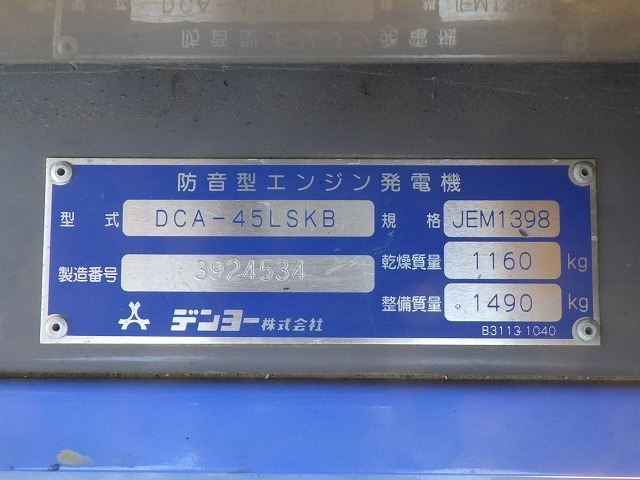 防音型エンジン発電機
型式 DCA-45LSKB 規格 JEM1398
製造番号 3924534 乾燥質量 1160 kg
整備質量 1490 kg
デンヨー株式会社
B3113 1040